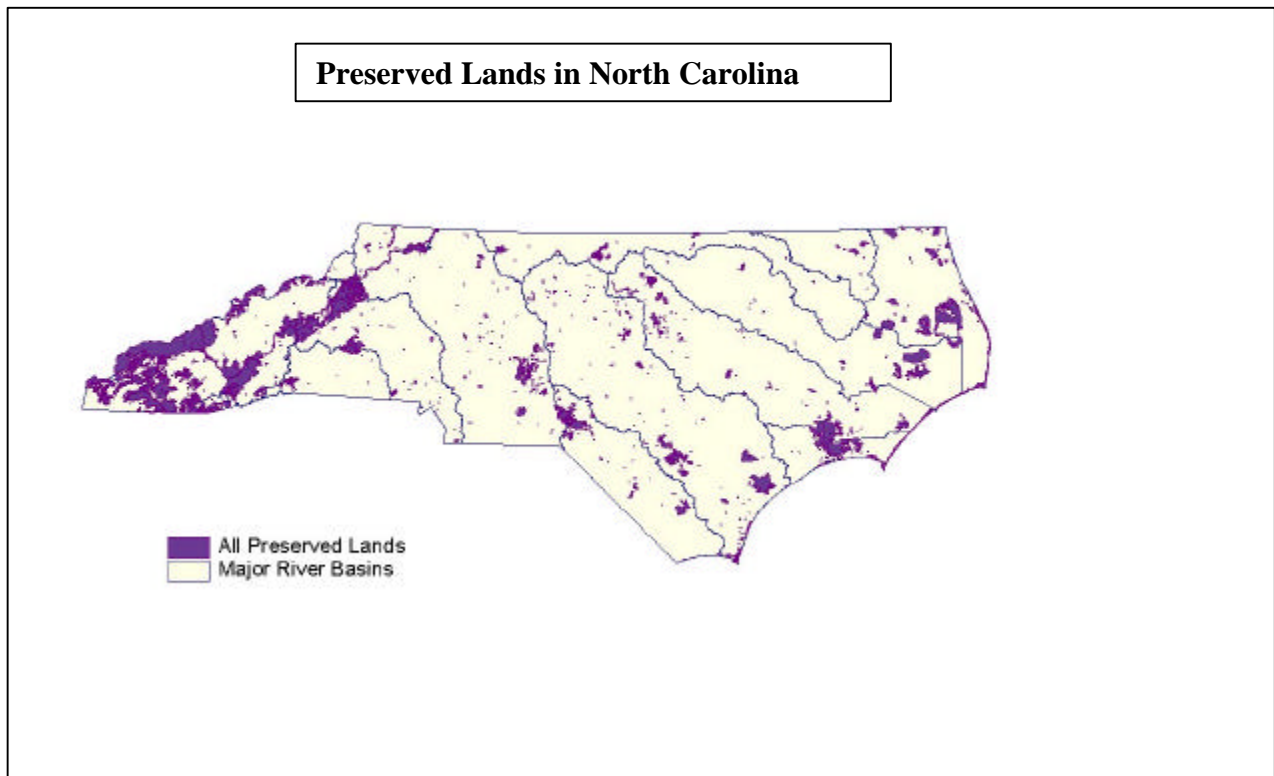 Preserved Lands in North Carolina
All Preserved Lands
Major River Basins